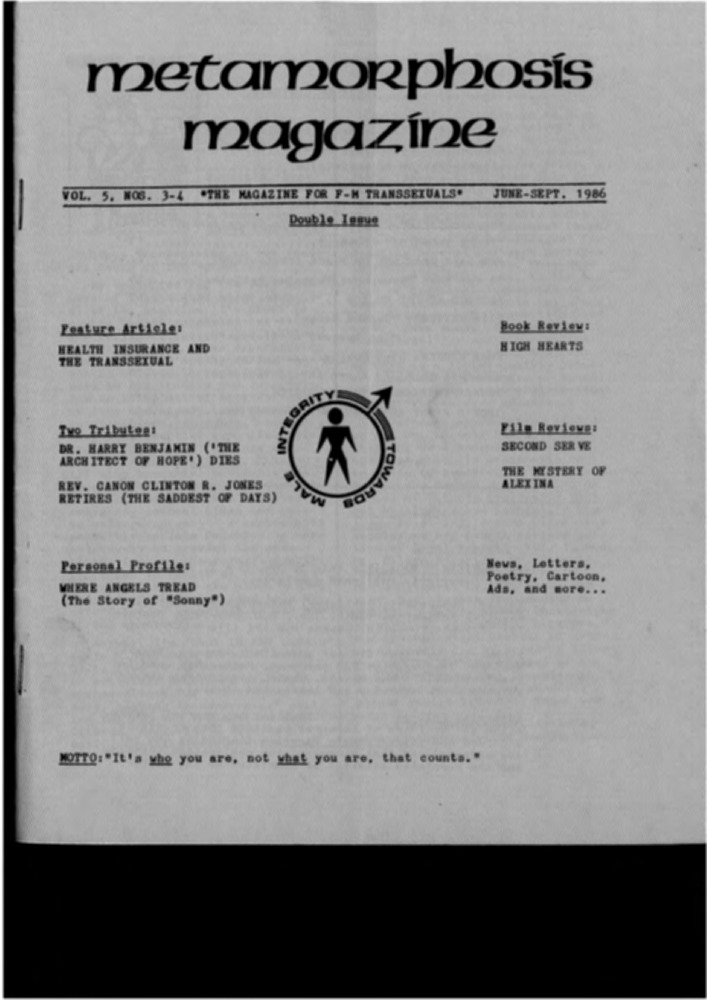 metamorphosis
magazine
VOL. 5, NOS. 3-4 *THE MAGAZINE FOR F-M TRANSSEXUALS* JUNE-SEPT. 1986
Double Issue
Feature Article:
HEALTH INSURANCE AND
THE TRANSSEXUAL
Book Review:
HIGH HEARTS
Two Tributes:
DR. HARRY BENJAMIN ('THE
ARCHITECT OF HOPE') DIES
REV. CANON CLINTON R. JONES
RETIRES (THE SADDEST OF DAYS)
TOWARDS MALE INTEGRITY
Film Reviews:
SECOND SERVE
THE MYSTERY OF
ALEXINA
Personal Profile:
WHERE ANGELS TREAD
(The Story of "Sonny")
News, Letters,
Poetry, Cartoon,
Ads, and more...
MOTTO:"It's who you are, not what you are, that counts."